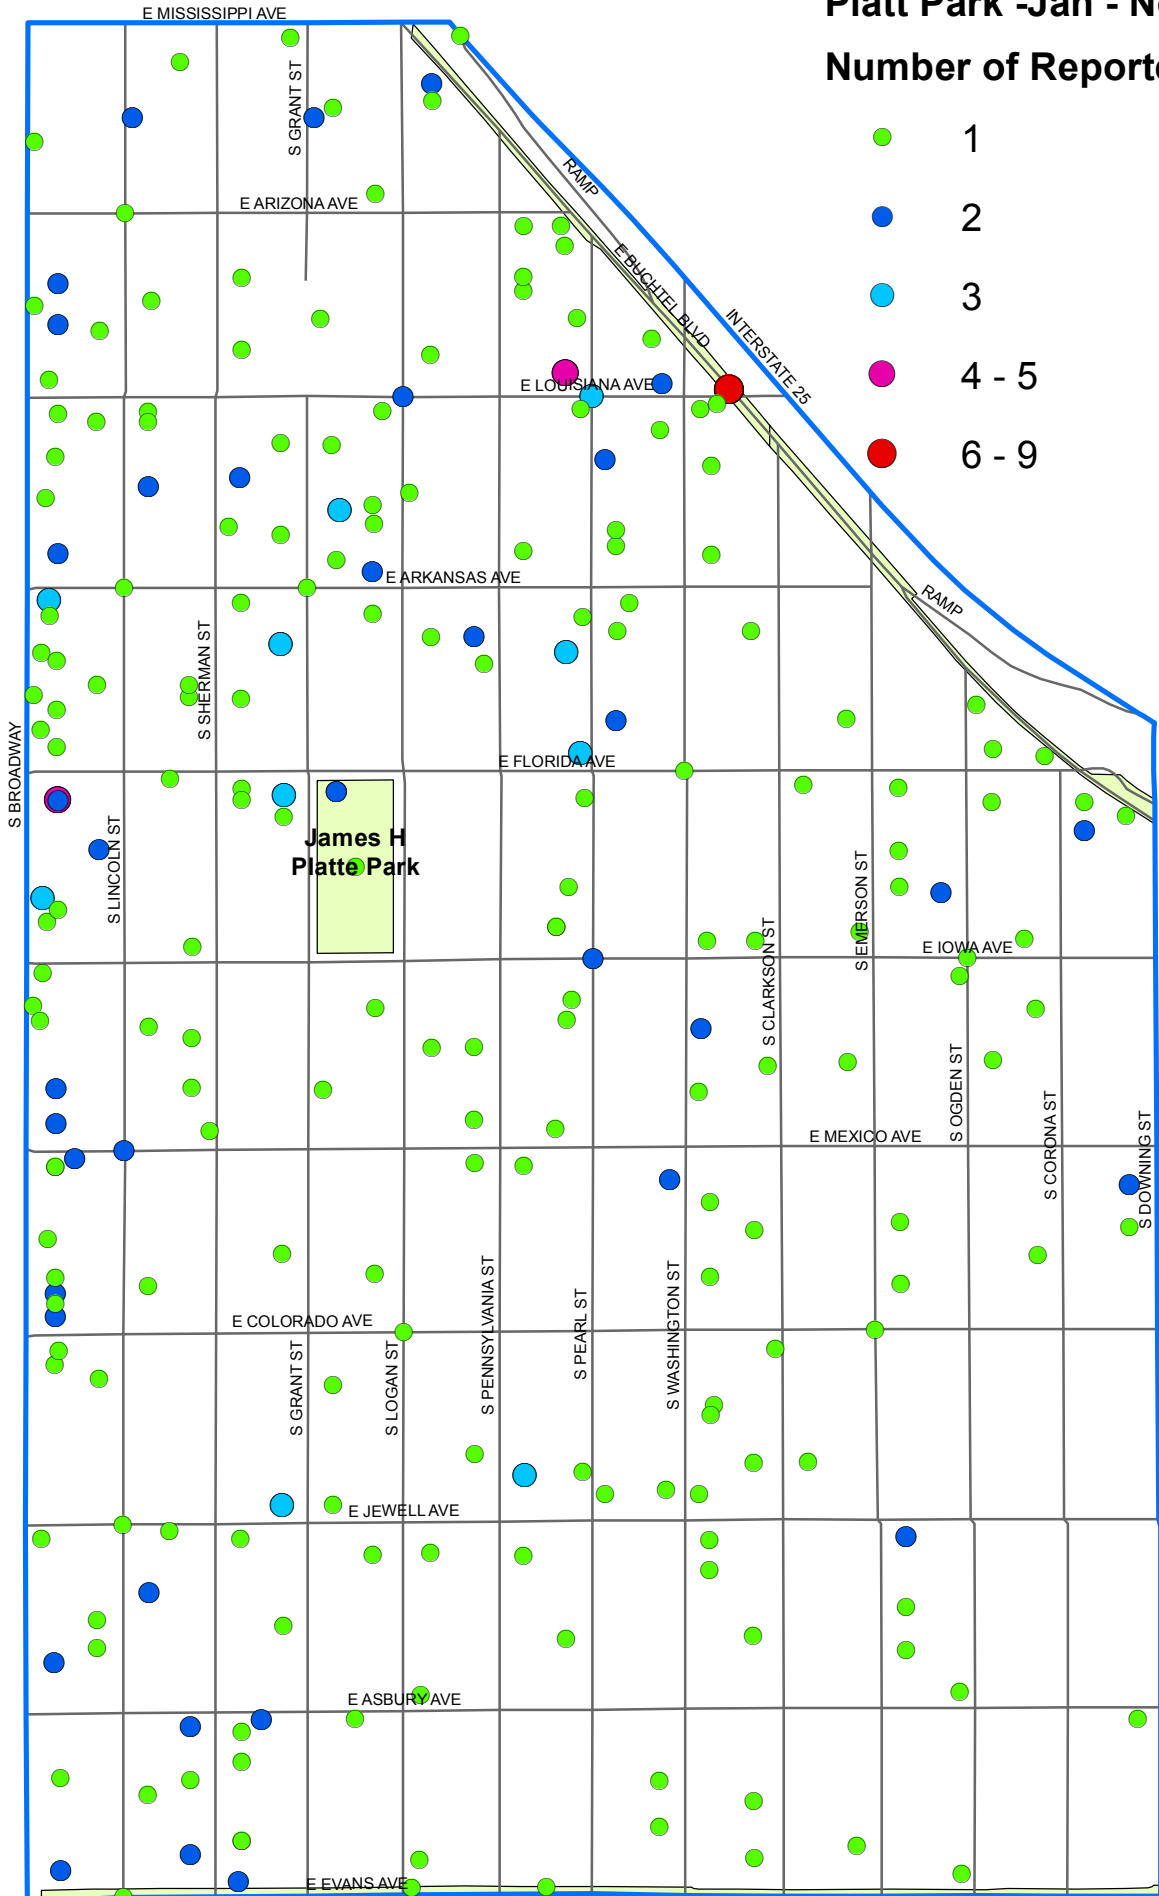 E MISSISSIPPI AVE
Platt Park -Jan -
Number of
1
2
3
4 - 5
6 - 9
S GRANT ST
RAMP
E ARIZONA AVE
E BUCHTEL BLVD
INTERSTATE 25
E LOUISIANA AVE
E ARKANSAS AVE
RAMP
S SHERMAN ST
S BROADWAY
E FLORIDA AVE
S LINCOLN ST
James H
Platte Park
S EMERSON ST
S CLARKSON ST
E IOWA AVE
S OGDEN ST
S CORONA ST
S DOWNING ST
E MEXICO AVE
S PENNSYLVANIA ST
S PEARL ST
S WASHINGTON ST
E COLORADO AVE
S GRANT ST
S LOGAN ST
E JEWELL AVE
E ASBURY AVE
E EVANS AVE